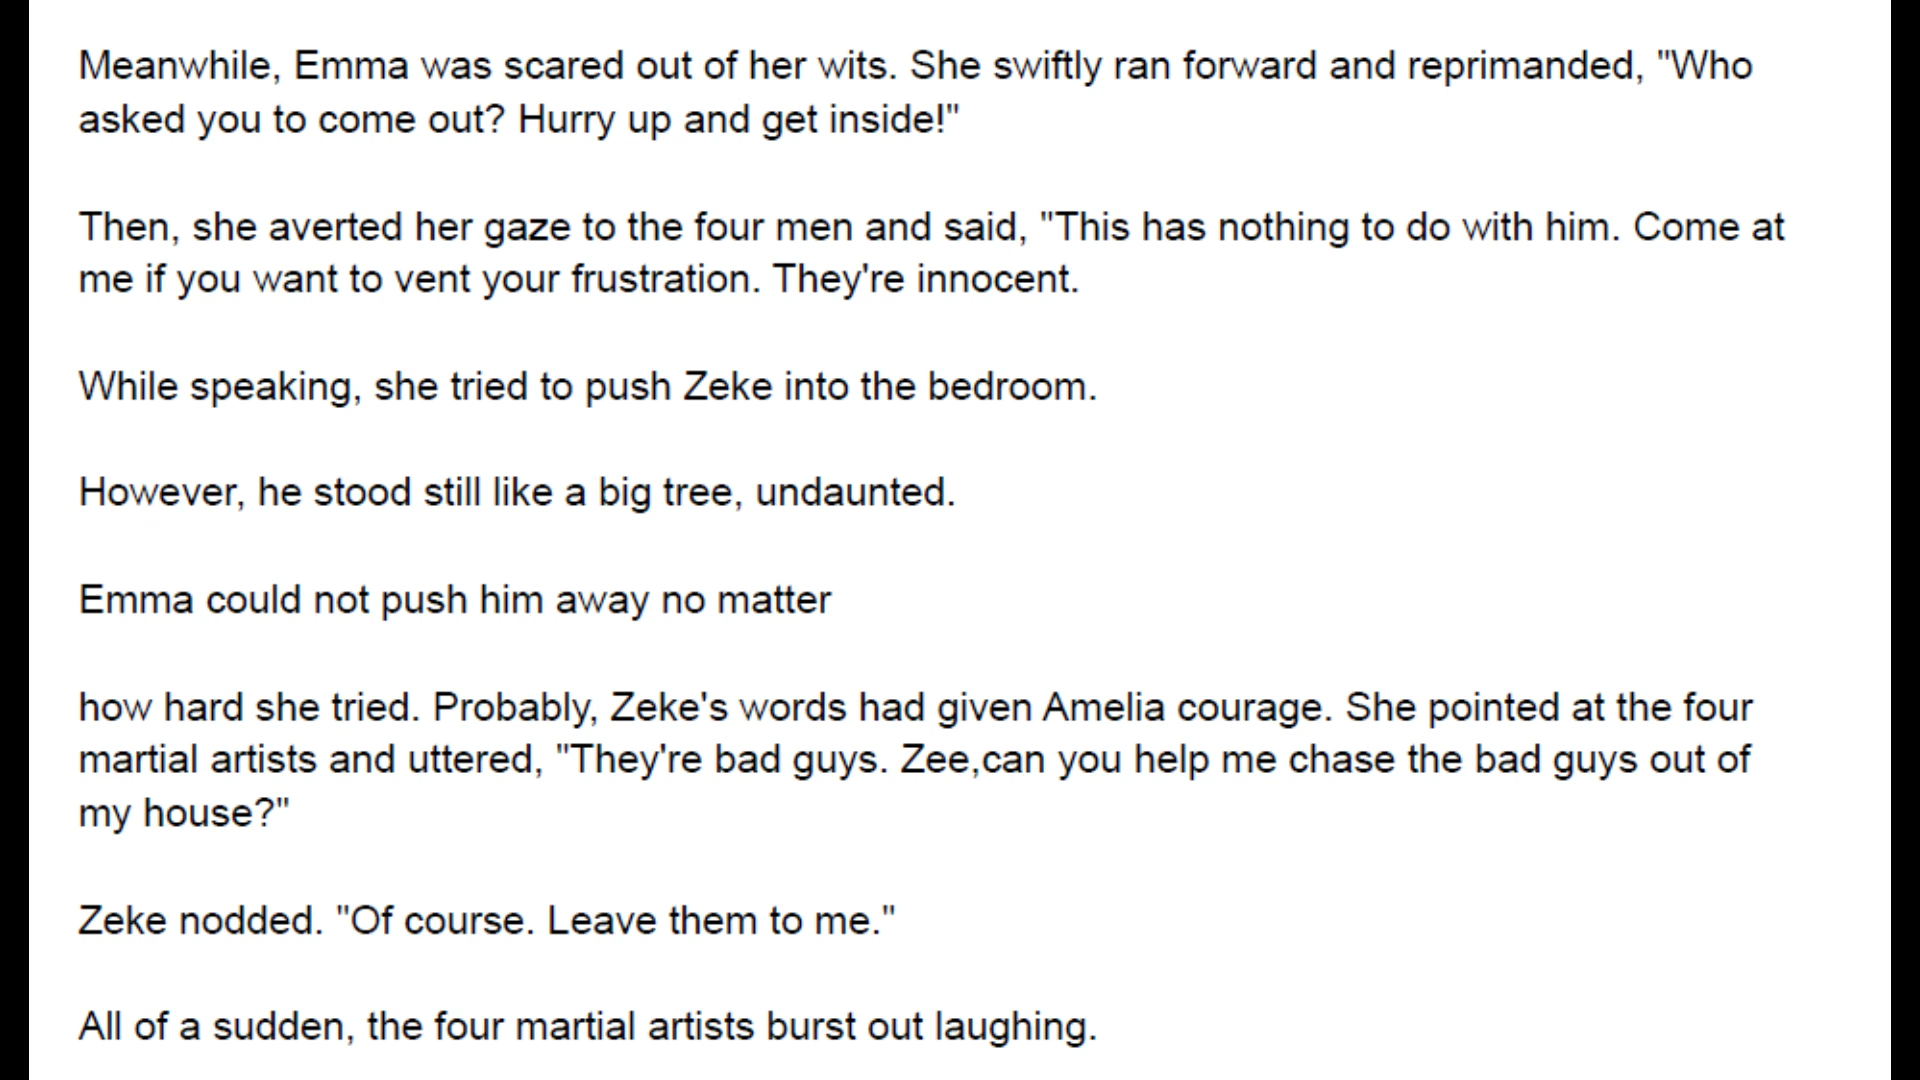 Meanwhile, Emma was scared out of her wits. She swiftly ran forward and reprimanded, "Who
asked you to come out? Hurry up and get inside!"
Then, she averted her gaze to the four men and said, "This has nothing to do with him. Come at
me if you want to vent your frustration. They're innocent.
While speaking, she tried to push Zeke into the bedroom.
However, he stood still like a big tree, undaunted.
Emma could not push him away no matter
how hard she tried. Probably, Zeke's words had given Amelia courage. She pointed at the four
martial artists and uttered, "They're bad guys. Zee,can you help me chase the bad guys out of
my house?"
Zeke nodded. "Of course. Leave them to me."
All of a sudden, the four martial artists burst out laughing.